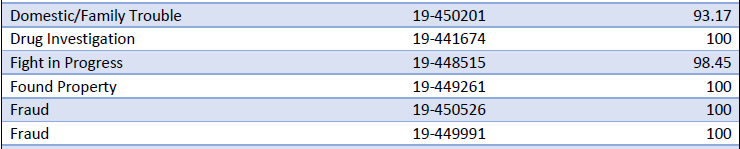 Domestic/Family Trouble 19-450201 93.17
Drug Investigation 19-441674 100
Fight in Progress 19-448515 98.45
Found Property 19-449261 100
Fraud 19-450526 100
Fraud 19-449991 100